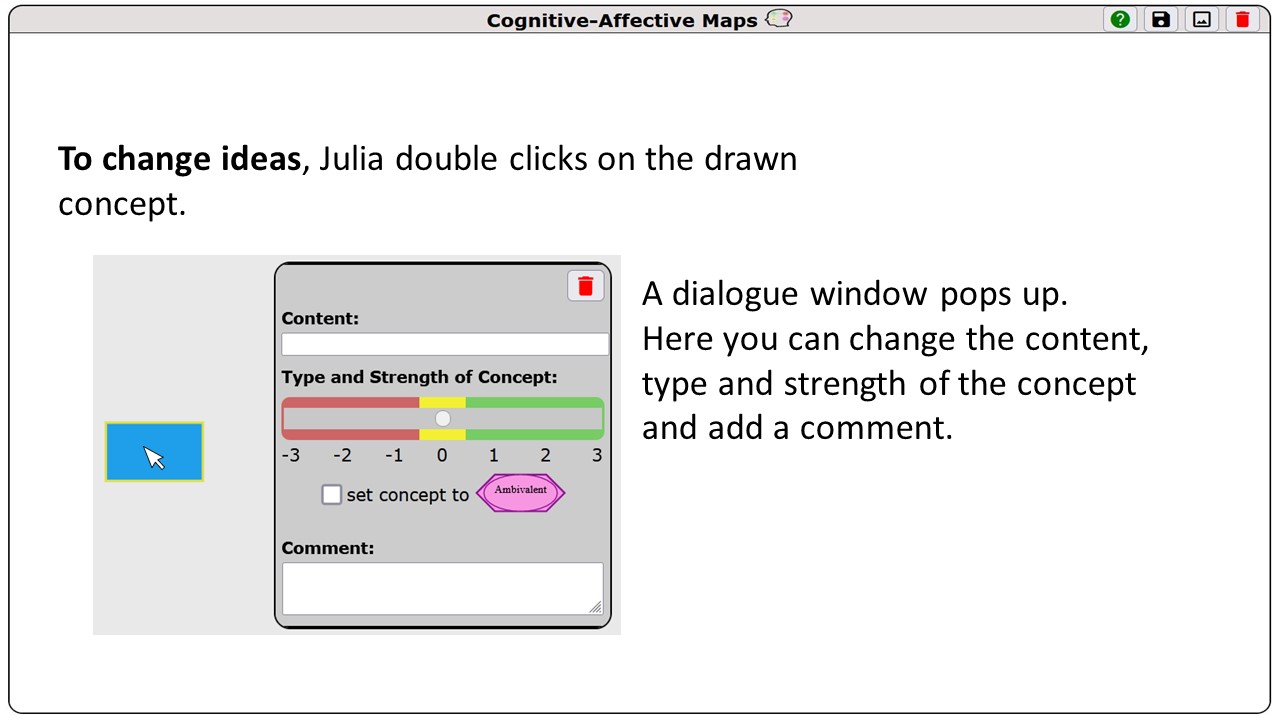 Cognitive-Affective Maps
To change ideas, Julia double clicks on the drawn
concept.
Content:
Type and Strength of Concept:
-3 -2 -1 0 1 2 3
set concept to Ambivalent
Comment:
A dialogue window pops up.
Here you can change the content,
type and strength of the concept
and add a comment.